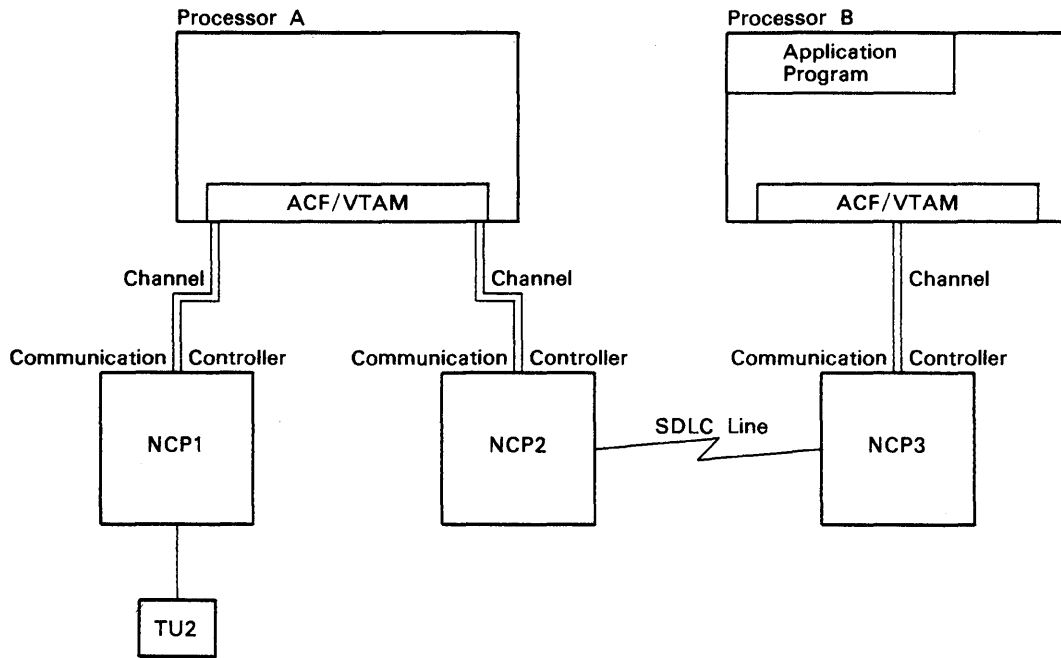 Processor A
Processor B
Application
Program
ACF/VTAM
ACF/VTAM
Channel
Channel
Channel
Communication Controller
Communication Controller
Communication Controller
NCP1
NCP2
SDLC Line
NCP3
TU2